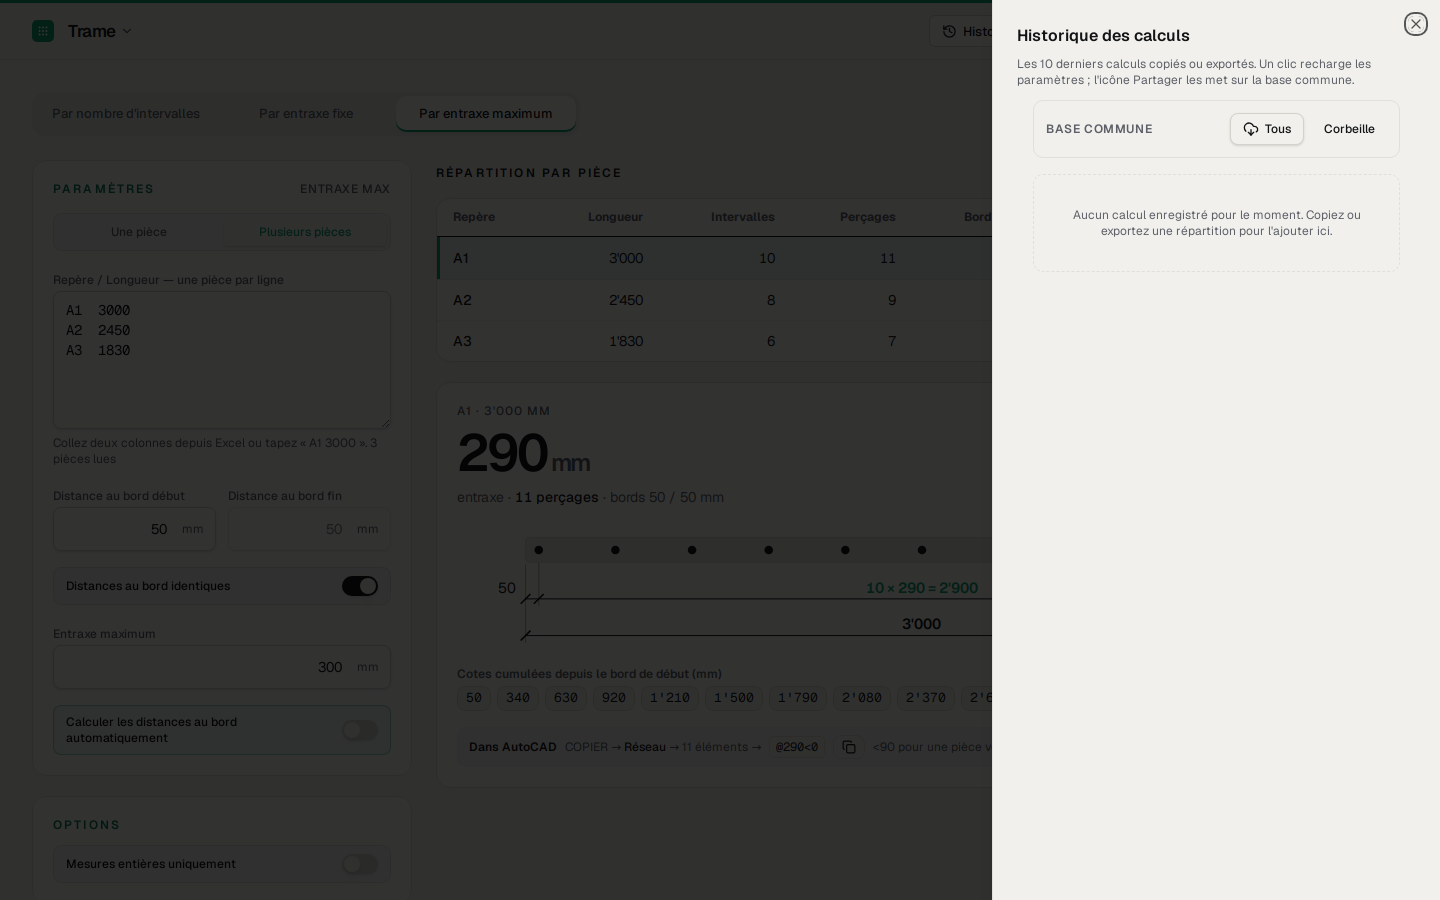 Trame
Histo
Par nombre d'intervalles
Par entraxe fixe
Par entraxe maximum
PARAMÈTRES
ENTRAXE MAX
Une pièce
Plusieurs pièces
Repère / Longueur — une pièce par ligne
A1 3000
A2 2450
A3 1830
Collez deux colonnes depuis Excel ou tapez « A1 3000 ». 3
pièces lues
Distance au bord début
Distance au bord fin
50 mm
50 mm
Distances au bord identiques
Entraxe maximum
300 mm
Calculer les distances au bord
automatiquement
OPTIONS
Mesures entières uniquement
RÉPARTITION PAR PIÈCE
Repère Longueur Intervalles Perçages Bord
A1 3'000 10 11
A2 2'450 8 9
A3 1'830 6 7
A1 · 3'000 MM
290 mm
entraxe · 11 perçages · bords 50 / 50 mm
50
10 × 290 = 2'900
3'000
Cotes cumulées depuis le bord de début (mm)
50 340 630 920 1'210 1'500 1'790 2'080 2'370 2'6
Dans AutoCAD COPIER → Réseau → 11 éléments → @290<0 <90 pour une pièce v
Historique des calculs
Les 10 derniers calculs copiés ou exportés. Un clic recharge les
paramètres ; l'icône Partager les met sur la base commune.
BASE COMMUNE
Tous
Corbeille
Aucun calcul enregistré pour le moment. Copiez ou
exportez une répartition pour l'ajouter ici.